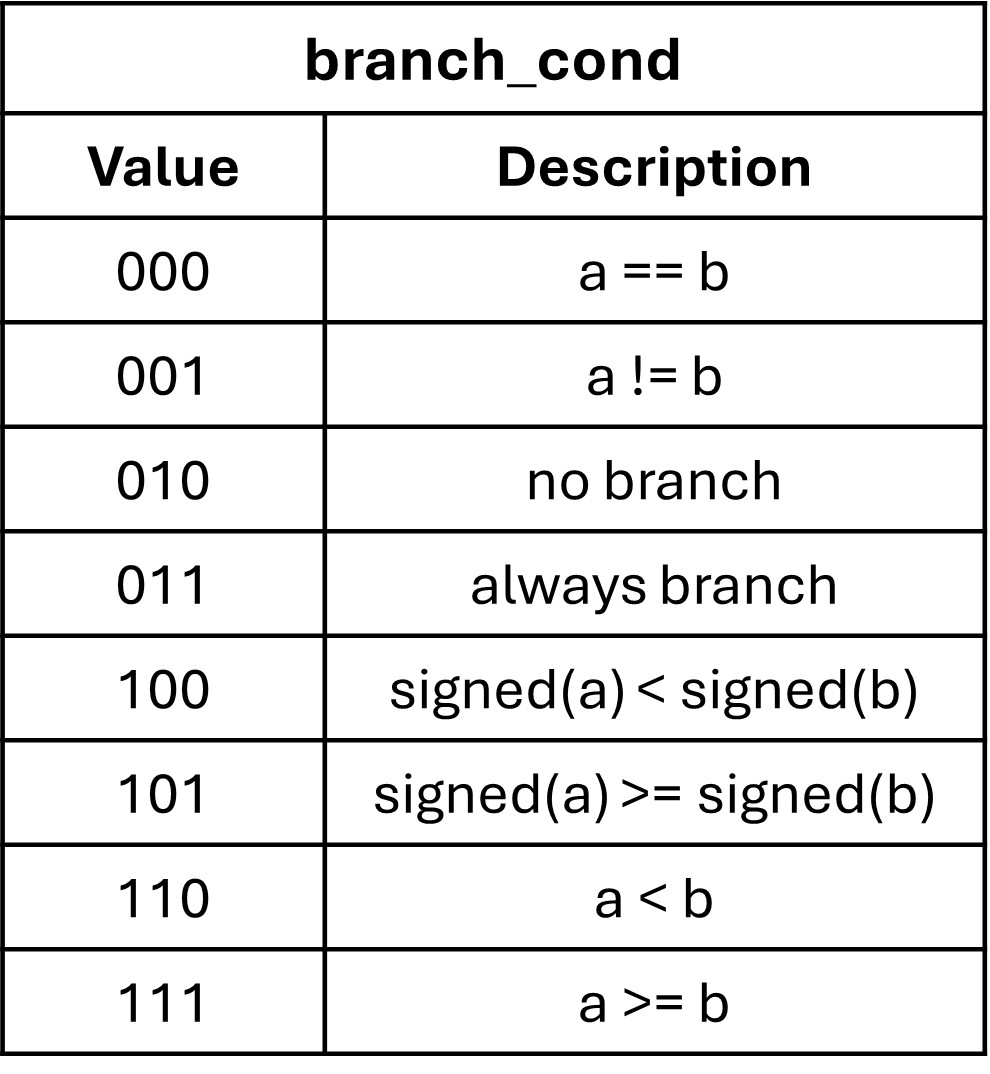 branch_cond
Value Description
000 a == b
001 a != b
010 no branch
011 always branch
100 signed(a) < signed(b)
101 signed(a) >= signed(b)
110 a < b
111 a >= b